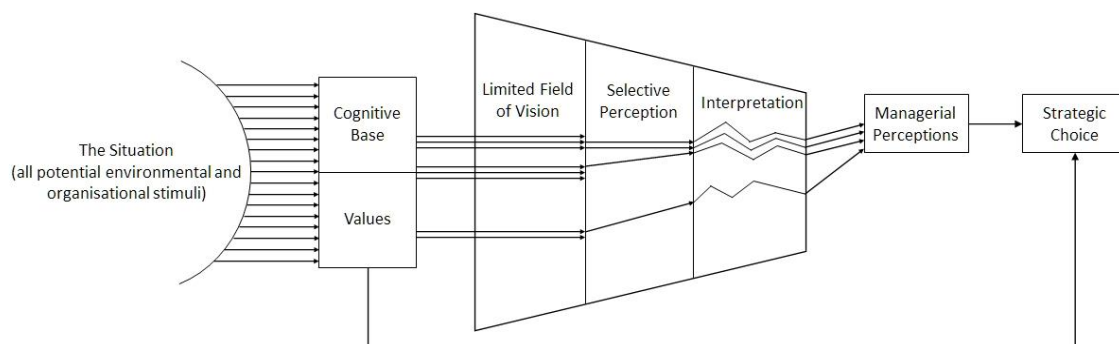 The Situation
(all potential environmental and
organisational stimuli)
Cognitive
Base
Values
Limited Field
of Vision
Selective
Perception
Interpretation
Managerial
Perceptions
Strategic
Choice